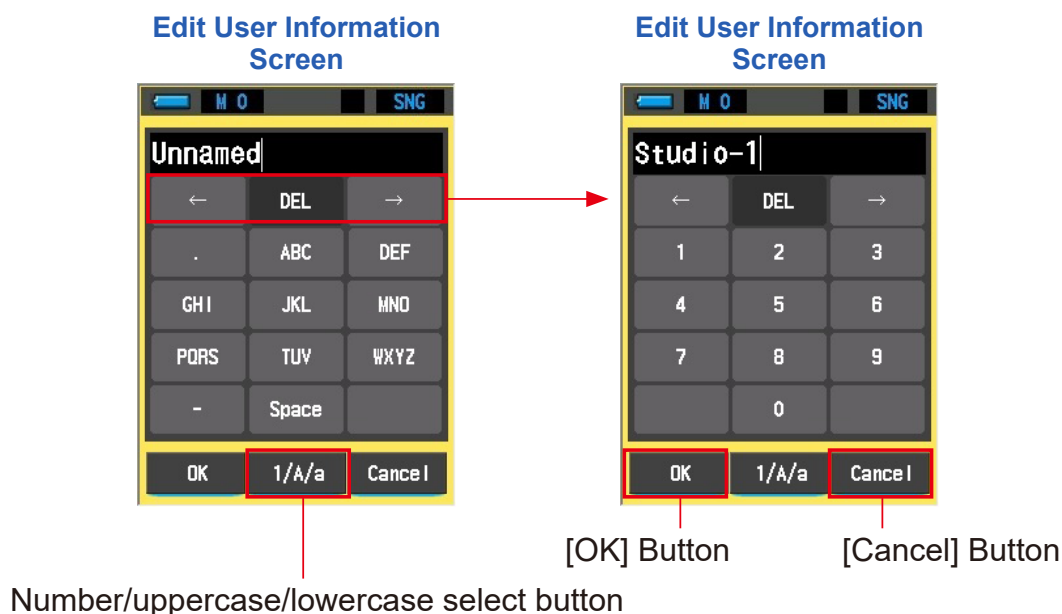 Edit User Information
Screen
M 0 SNG
Unnamed
← DEL →
. ABC DEF
GHI JKL MNO
PQRS TUV WXYZ
- Space
OK 1/A/a Cancel
Number/uppercase/lowercase select button
Edit User Information
Screen
M 0 SNG
Studio-1
← DEL →
1 2 3
4 5 6
7 8 9
0
OK 1/A/a Cancel
[OK] Button [Cancel] Button